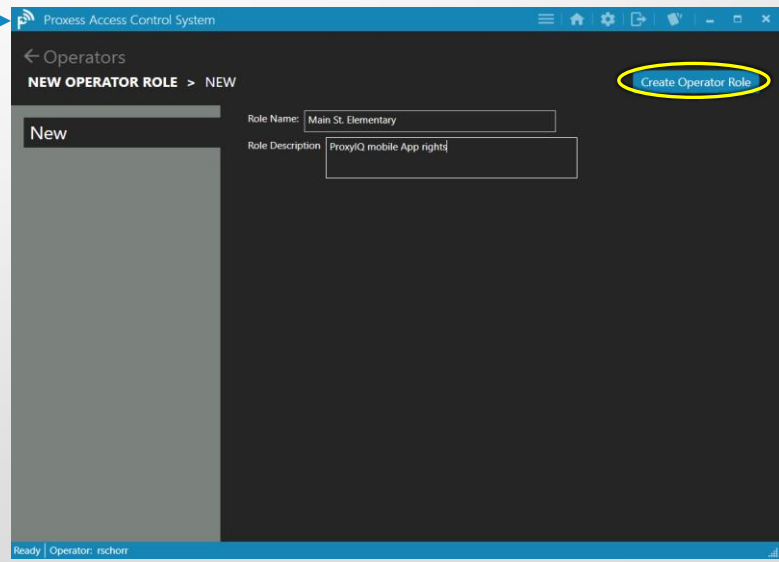 Proxess Access Control System
Operators
NEW OPERATOR ROLE > NEW
Create Operator Role
New
Role Name: Main St. Elementary
Role Description ProxyIQ mobile App rights
Ready Operator: rschorr